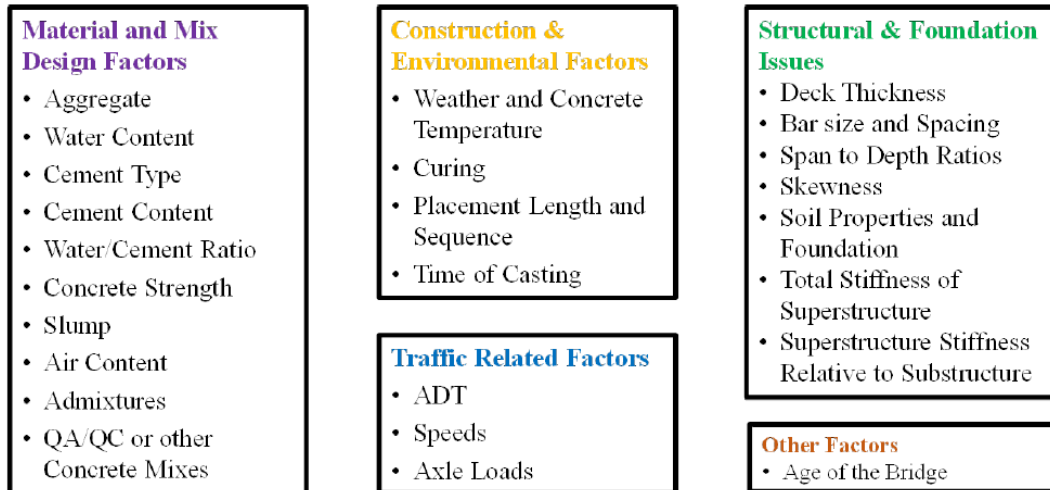 Material and Mix
Design Factors
• Aggregate
• Water Content
• Cement Type
• Cement Content
• Water/Cement Ratio
• Concrete Strength
• Slump
• Air Content
• Admixtures
• QA/QC or other
Concrete Mixes
Construction &
Environmental Factors
• Weather and Concrete
Temperature
• Curing
• Placement Length and
Sequence
• Time of Casting
Traffic Related Factors
• ADT
• Speeds
• Axle Loads
Structural & Foundation
Issues
• Deck Thickness
• Bar size and Spacing
• Span to Depth Ratios
• Skewness
• Soil Properties and
Foundation
• Total Stiffness of
Superstructure
• Superstructure Stiffness
Relative to Substructure
Other Factors
• Age of the Bridge